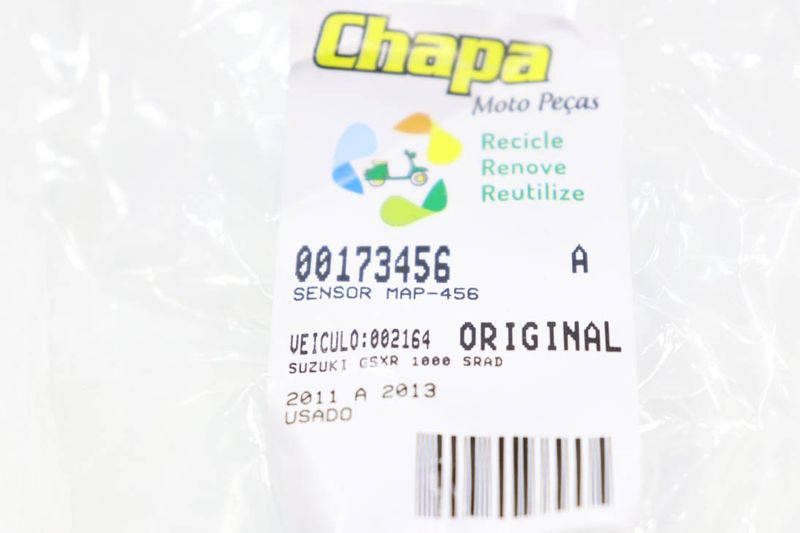 Chapa
Moto Peças
Recicle
Renove
Reutilize
00173456 A
SENSOR MAP-456
VEICULO:002164 ORIGINAL
SUZUKI GSXR 1000 SRAD
2011 A 2013
USADO